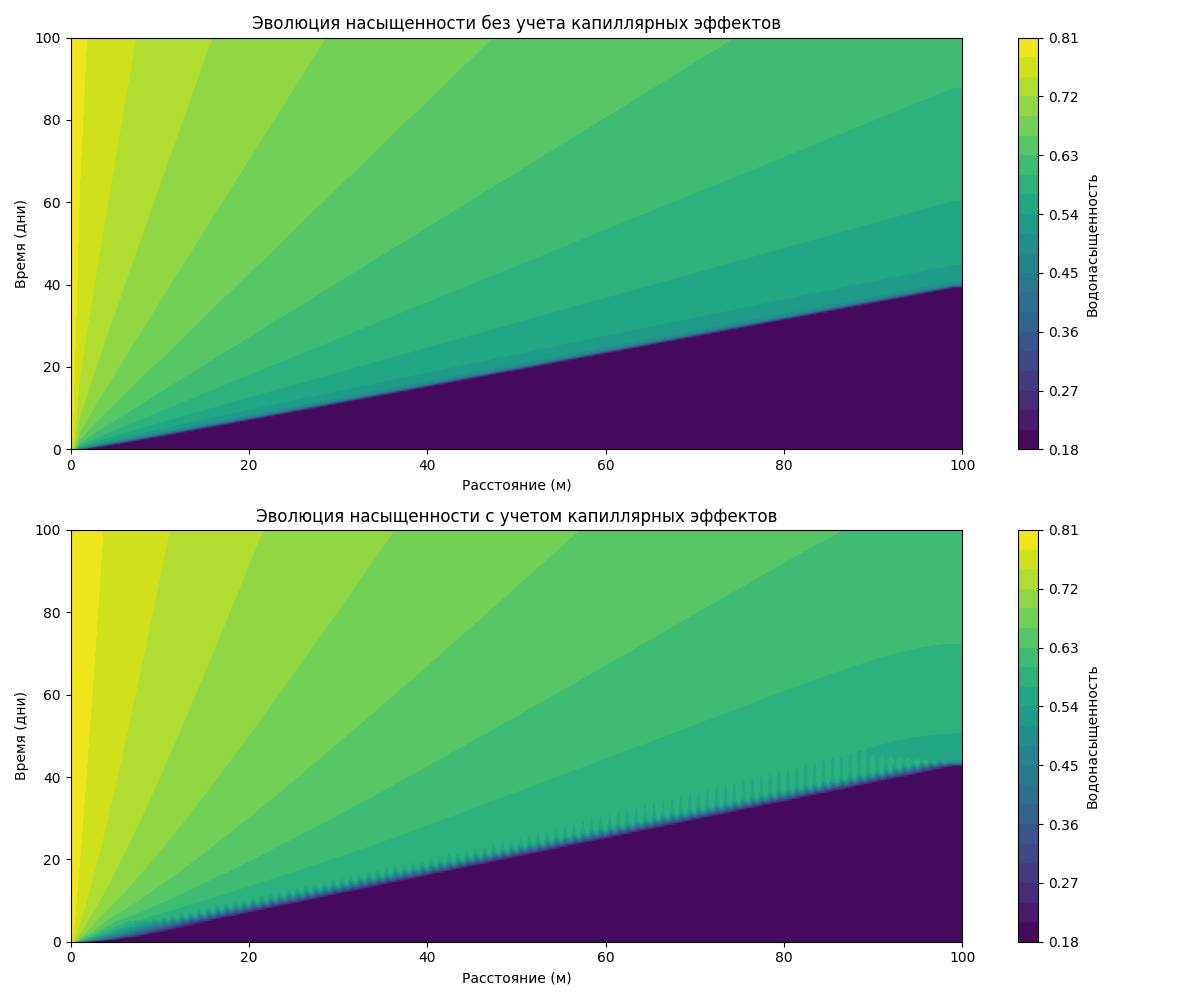 Эволюция насыщенности без учета капиллярных эффектов
100
80
60
40
20
0
Время (дни)
0 20 40 60 80 100
Расстояние (м)
0.81
0.72
0.63
0.54
0.45
0.36
0.27
0.18
Водонасыщенность
Эволюция насыщенности с учетом капиллярных эффектов
100
80
60
40
20
0
Время (дни)
0 20 40 60 80 100
Расстояние (м)
0.81
0.72
0.63
0.54
0.45
0.36
0.27
0.18
Водонасыщенность